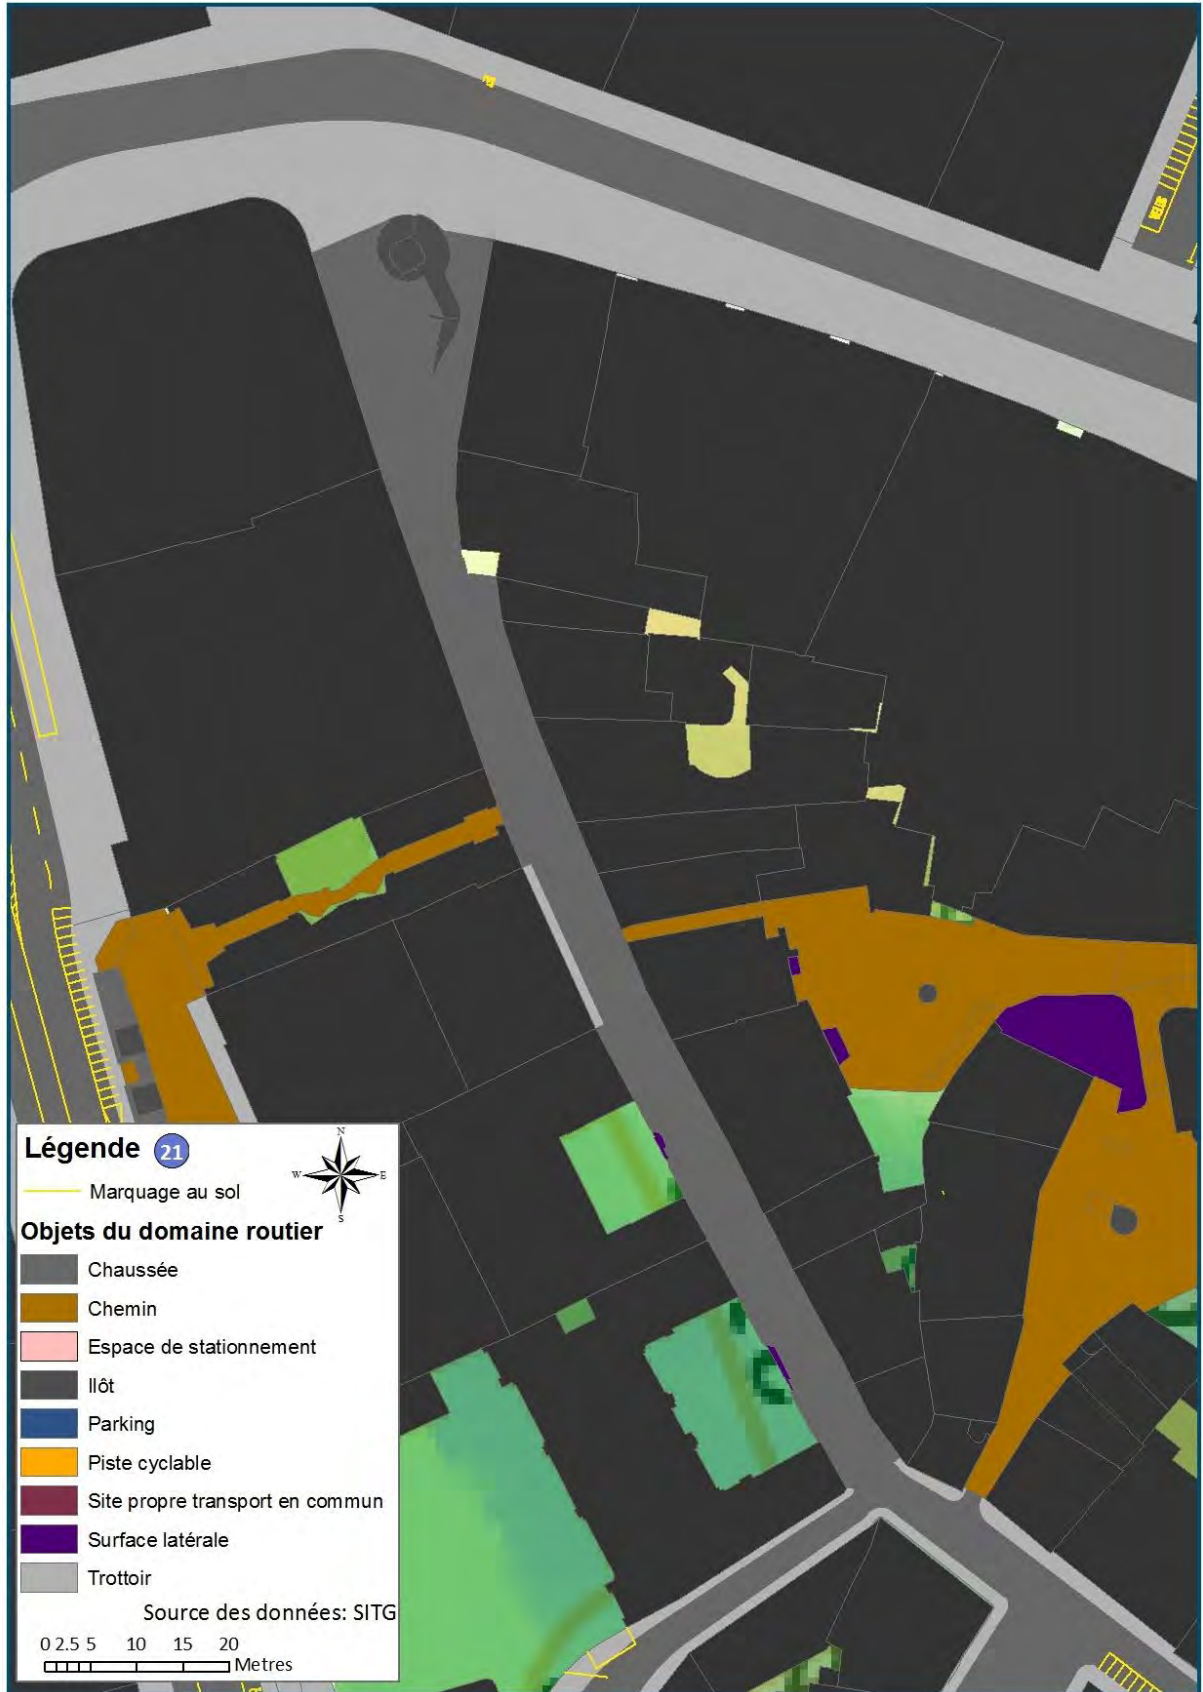 Légende 21
N
W E
S
Marquage au sol
Objets du domaine routier
Chaussée
Chemin
Espace de stationnement
Ilôt
Parking
Piste cyclable
Site propre transport en commun
Surface latérale
Trottoir
Source des données: SITG
0 2.5 5 10 15 20
Metres